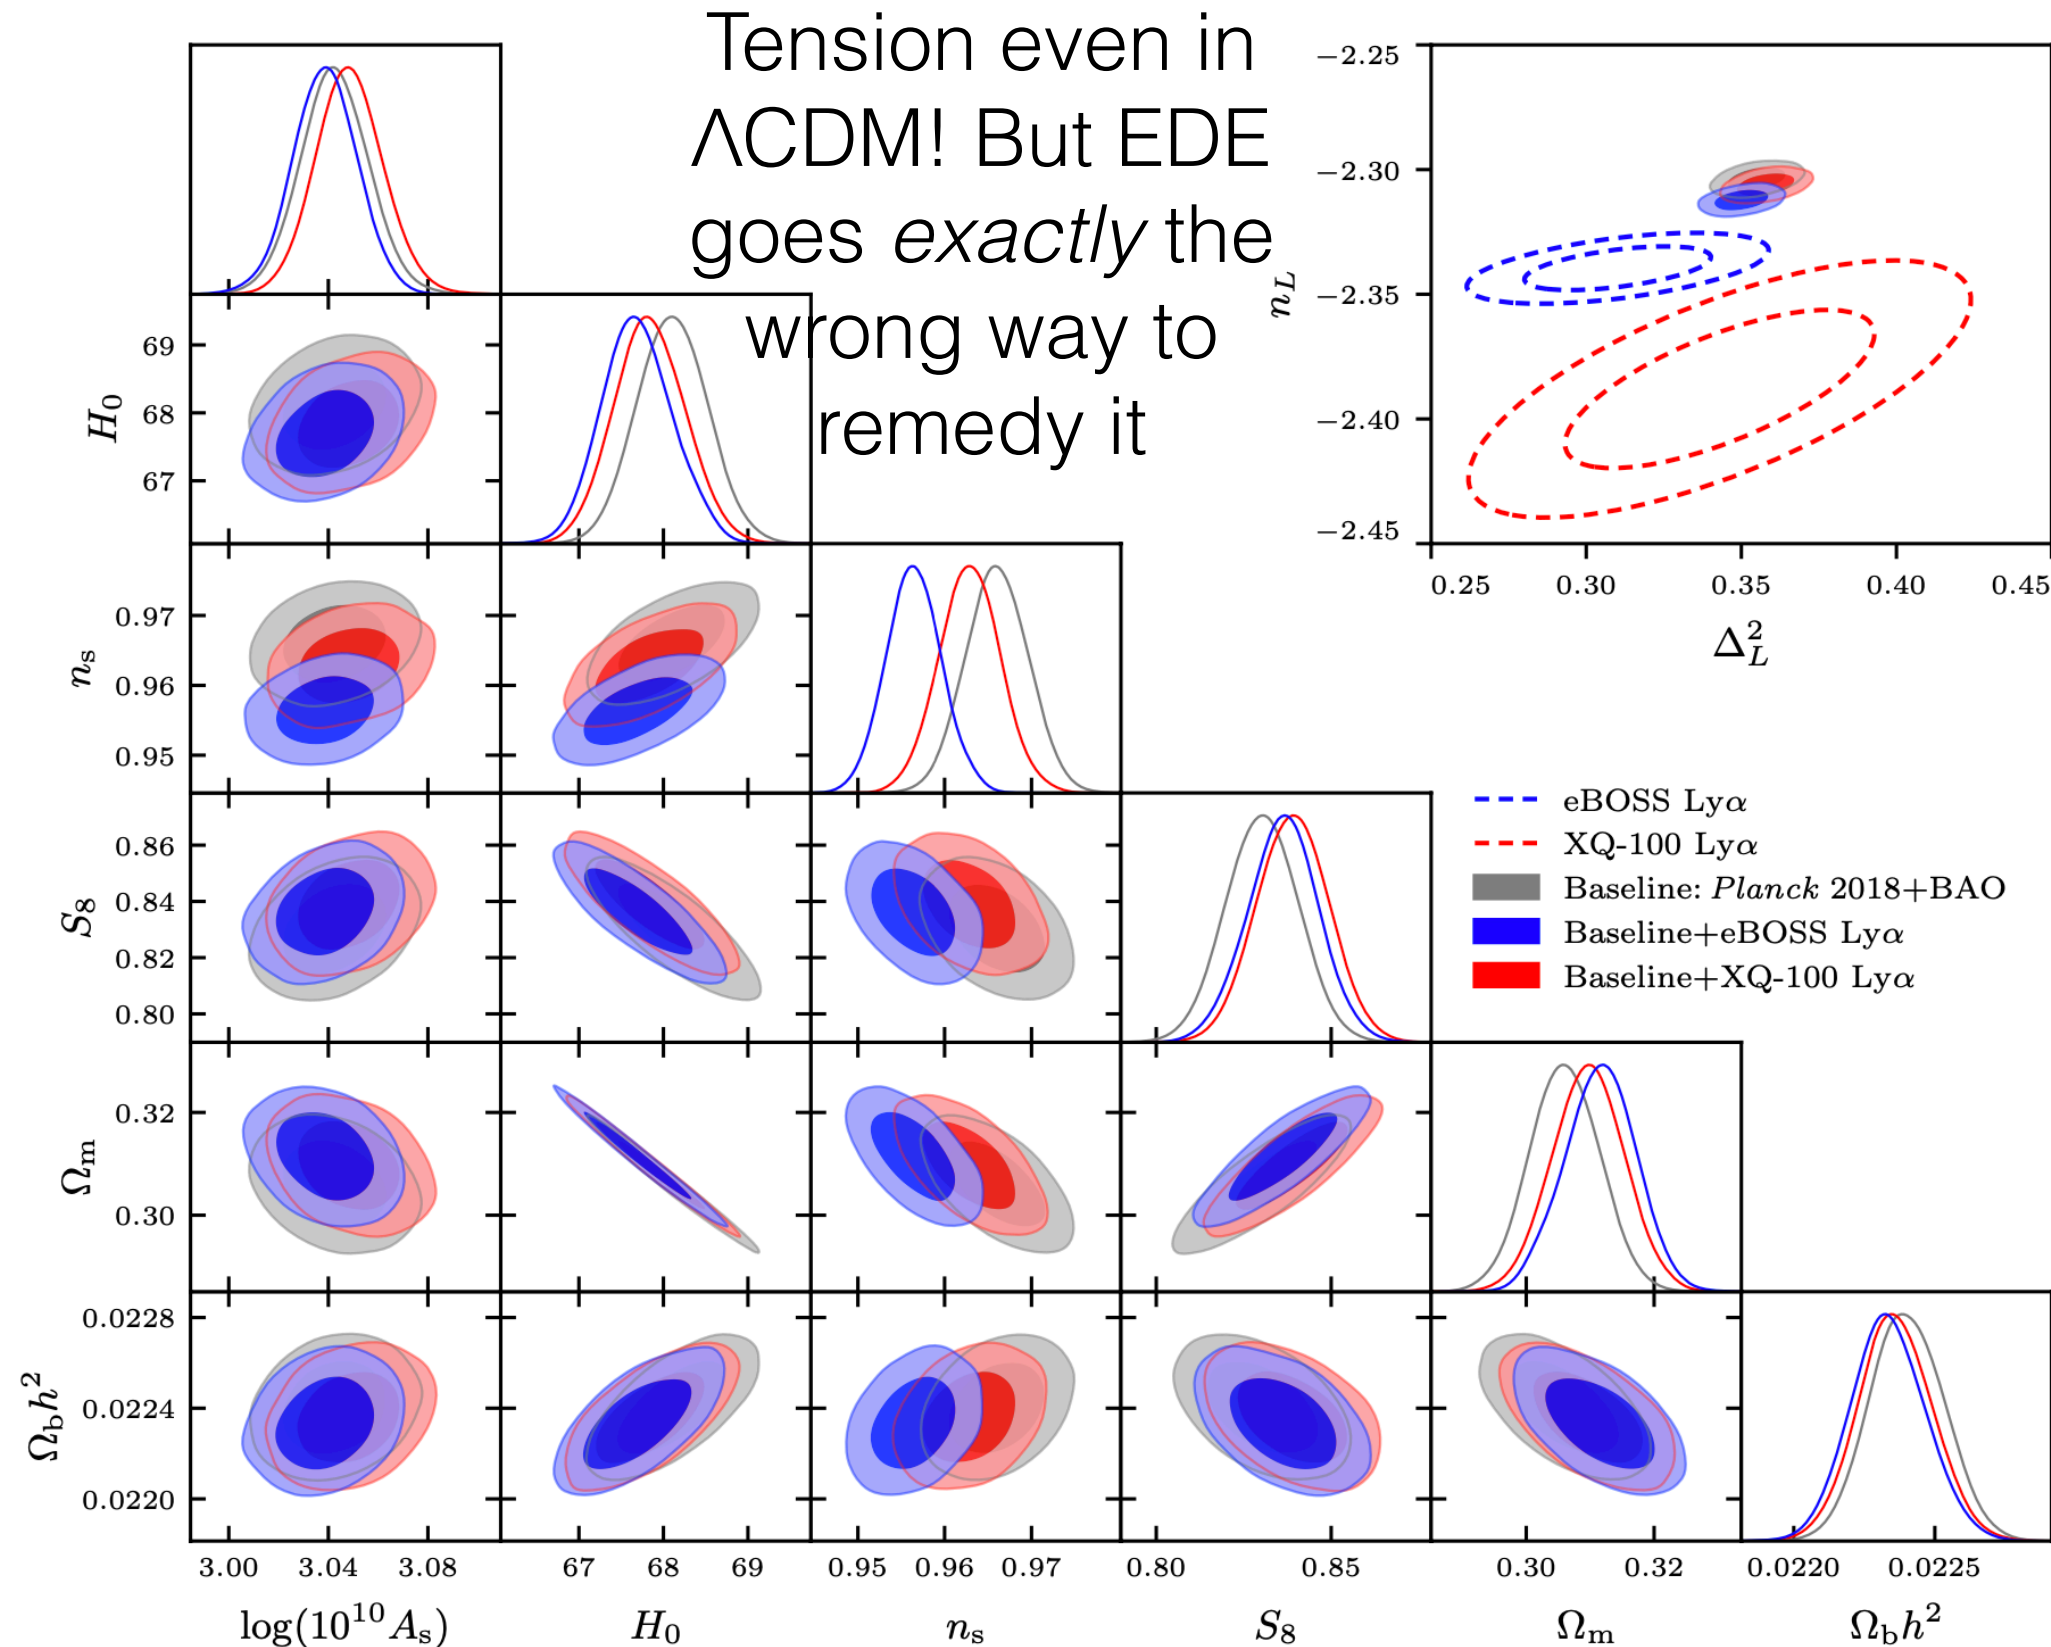 Tension even in
ΛCDM! But EDE
goes exactly the
wrong way to
remedy it
−2.25
−2.30
−2.35
−2.40
−2.45
n_L
0.25 0.30 0.35 0.40 0.45
Δ²_L
69
68
67
H₀
0.97
0.96
0.95
n_s
eBOSS Lyα
XQ-100 Lyα
Baseline: Planck 2018+BAO
Baseline+eBOSS Lyα
Baseline+XQ-100 Lyα
0.86
0.84
0.82
0.80
S₈
0.32
0.30
Ω_m
0.0228
0.0224
0.0220
Ω_b h²
3.00 3.04 3.08 67 68 69 0.95 0.96 0.97 0.80 0.85 0.30 0.32 0.0220 0.0225
log(10¹⁰ A_s) H₀ n_s S₈ Ω_m Ω_b h²